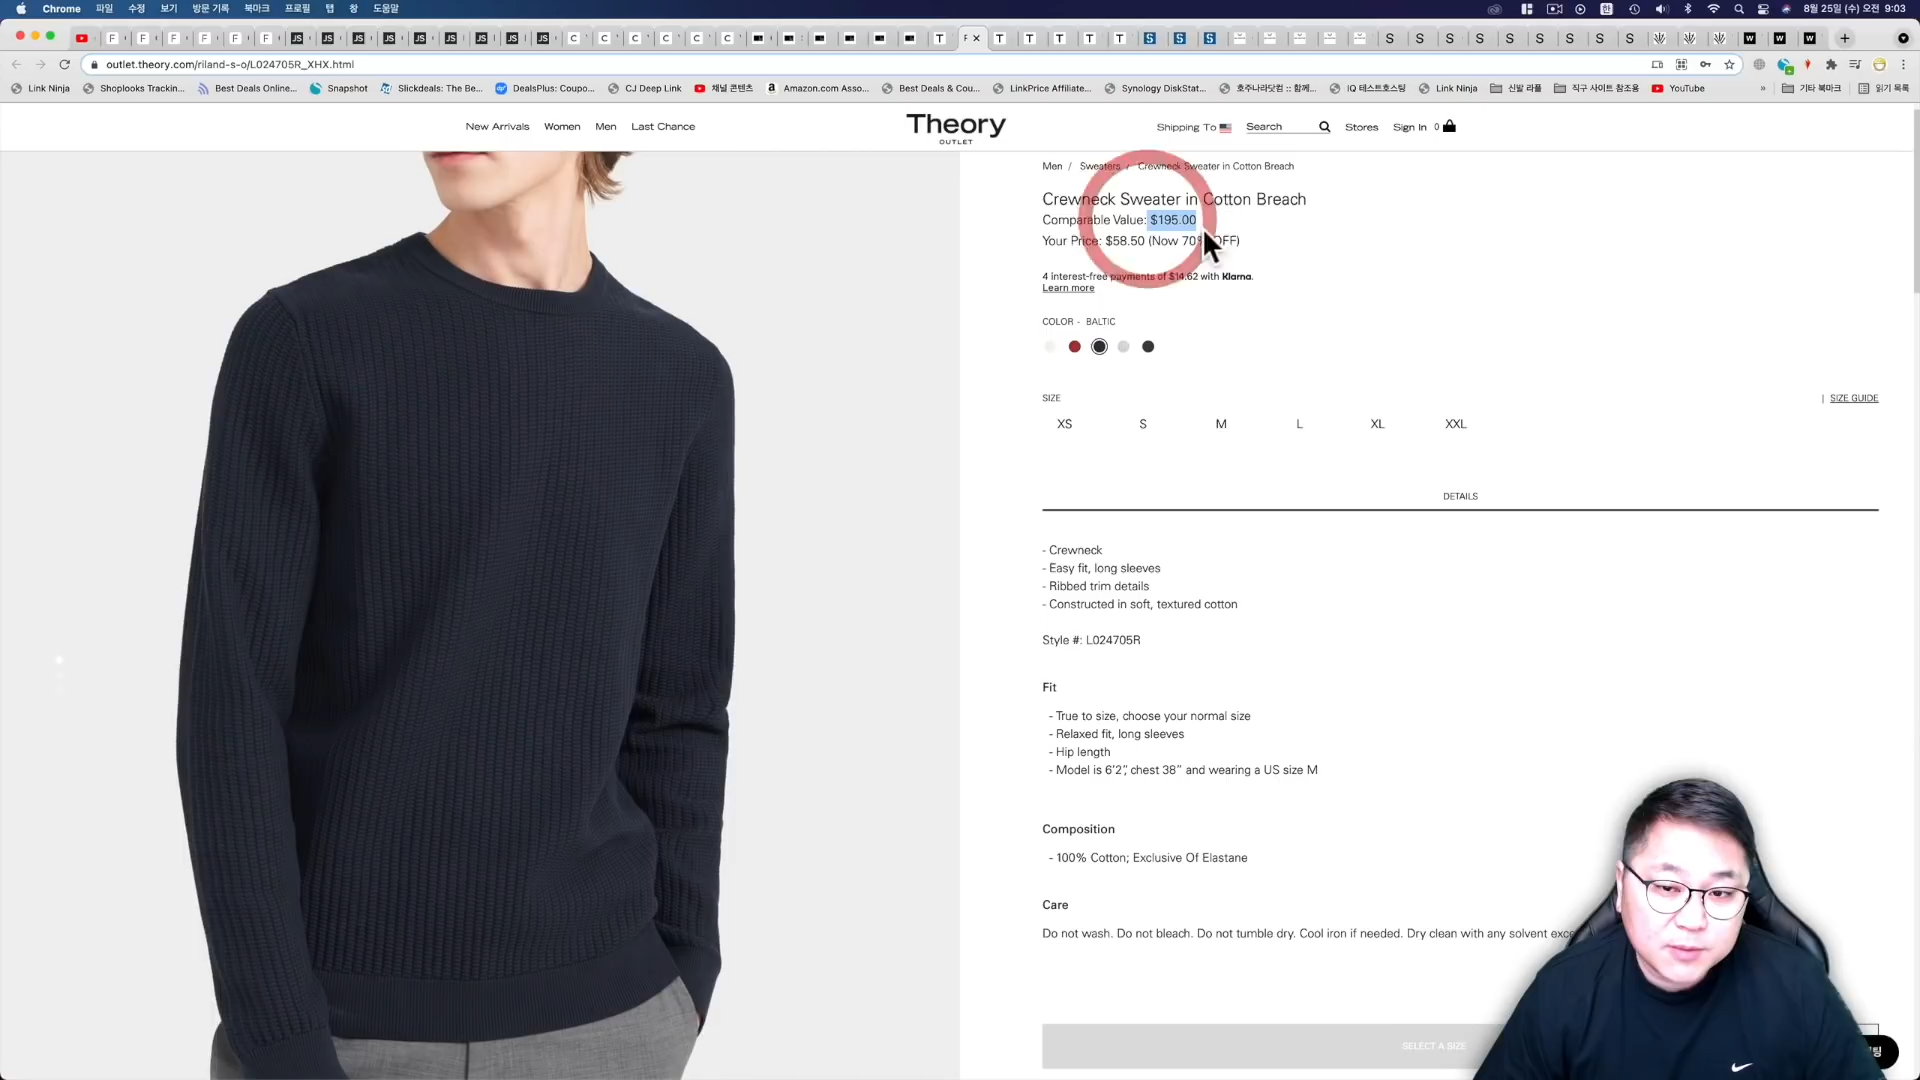 Chrome 파일 수정 보기 방문 기록 북마크 프로필 탭 창 도움말 한 8월 25일 (수) 오전 9:03
outlet.theory.com/riland-s-o/L024705R_XHX.html
Link Ninja Shoplooks Trackin... Best Deals Online... Snapshot Slickdeals: The Be... DealsPlus: Coupo... CJ Deep Link 채널 콘텐츠 Amazon.com Asso... Best Deals & Cou... LinkPrice Affiliate... Synology DiskStat... 호주나라닷컴 :: 함께... IQ 테스트호스팅 Link Ninja 신발 라플 직구 사이트 참조용 YouTube » 기타 북마크 읽기 목록
New Arrivals Women Men Last Chance
Theory
OUTLET
Shipping To Search Stores Sign In 0
Men / Sweaters / Crewneck Sweater in Cotton Breach
Crewneck Sweater in Cotton Breach
Comparable Value: $195.00
Your Price: $58.50 (Now 70% OFF)
4 interest-free payments of $14.62 with Klarna.
Learn more
COLOR - BALTIC
SIZE | SIZE GUIDE
XS S M L XL XXL
DETAILS
- Crewneck
- Easy fit, long sleeves
- Ribbed trim details
- Constructed in soft, textured cotton
Style #: L024705R
Fit
- True to size, choose your normal size
- Relaxed fit, long sleeves
- Hip length
- Model is 6'2", chest 38" and wearing a US size M
Composition
- 100% Cotton; Exclusive Of Elastane
Care
Do not wash. Do not bleach. Do not tumble dry. Cool iron if needed. Dry clean with any solvent exce
SELECT A SIZE